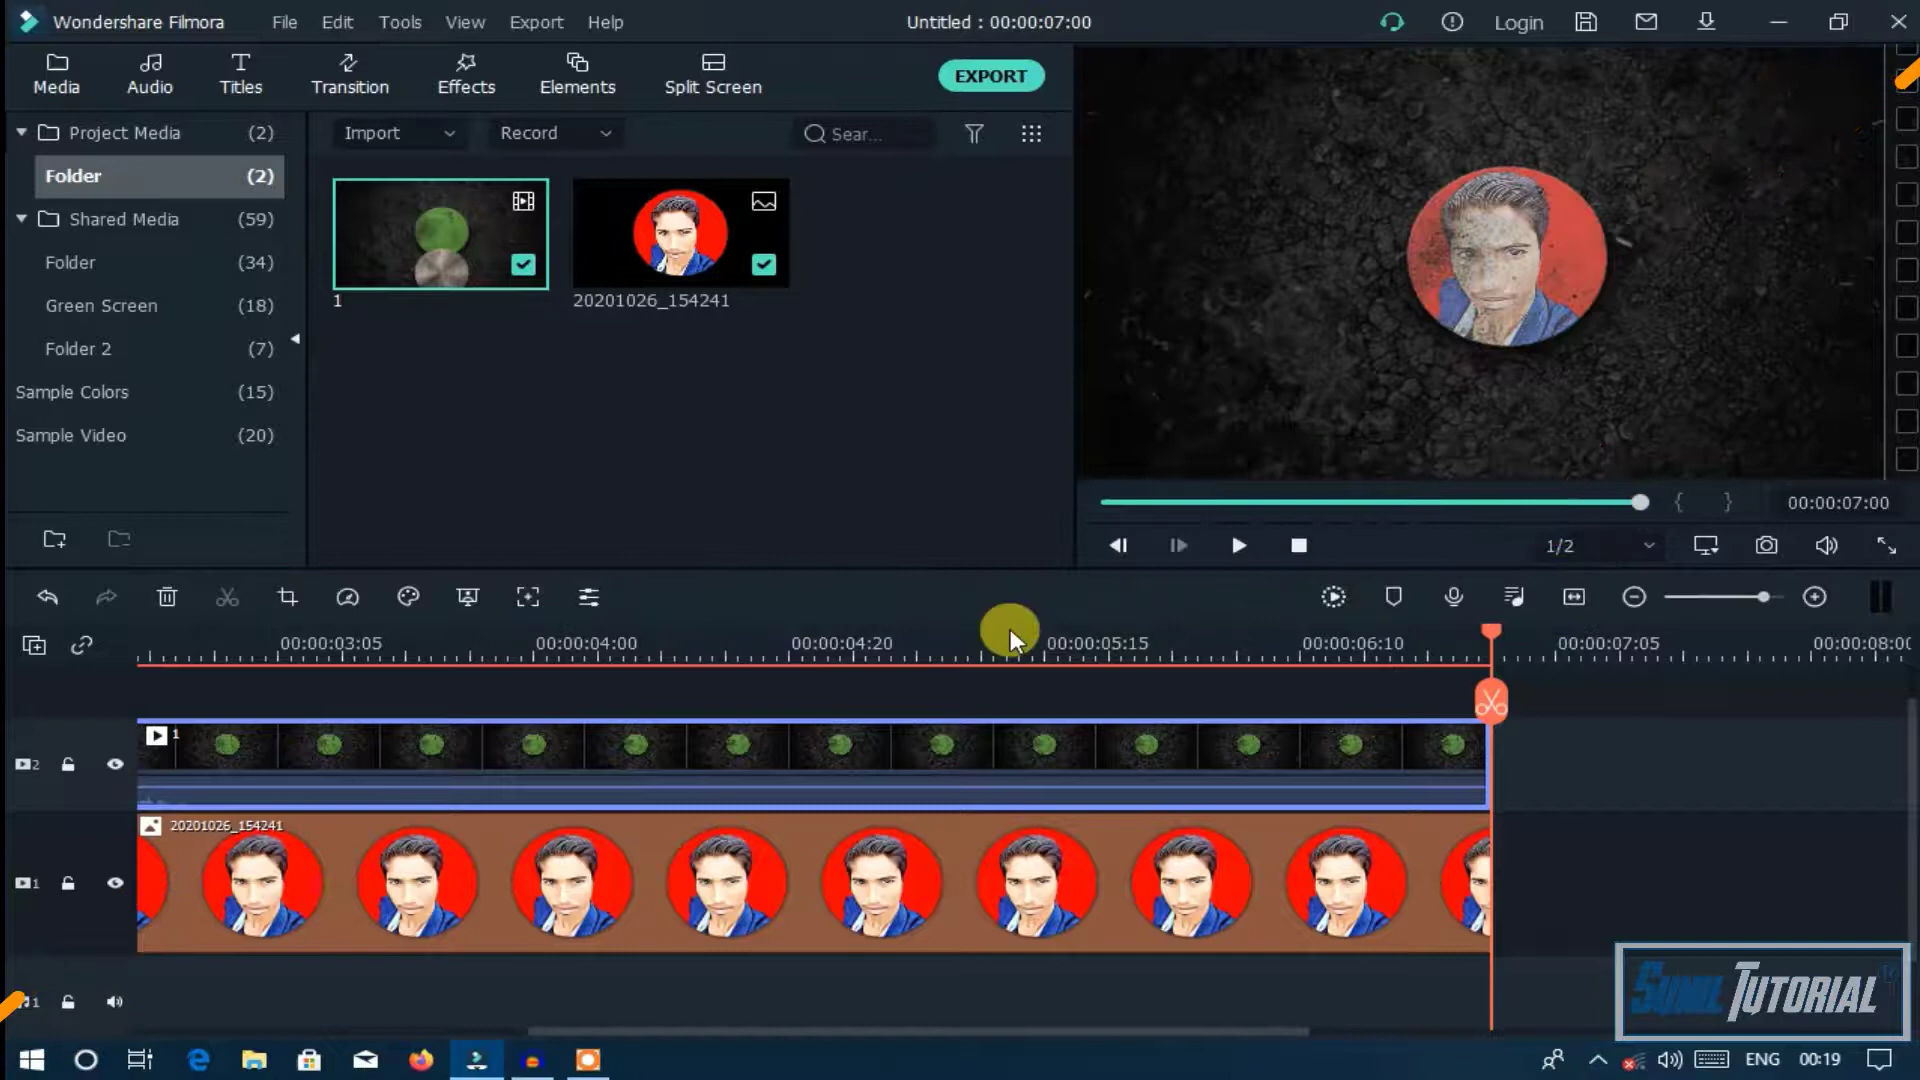 Wondershare Filmora File Edit Tools View Export Help Untitled : 00:00:07:00 Login
Media Audio Titles Transition Effects Elements Split Screen EXPORT
Project Media (2) Import Record Sear...
Folder (2)
Shared Media (59)
Folder (34)
Green Screen (18)
Folder 2 (7)
Sample Colors (15)
Sample Video (20)
1 20201026_154241
{ } 00:00:07:00
1/2
00:00:03:05 00:00:04:00 00:00:04:20 00:00:05:15 00:00:06:10 00:00:07:05 00:00:08:0
1
2
20201026_154241
1
1
Sunil Tutorial
ENG 00:19